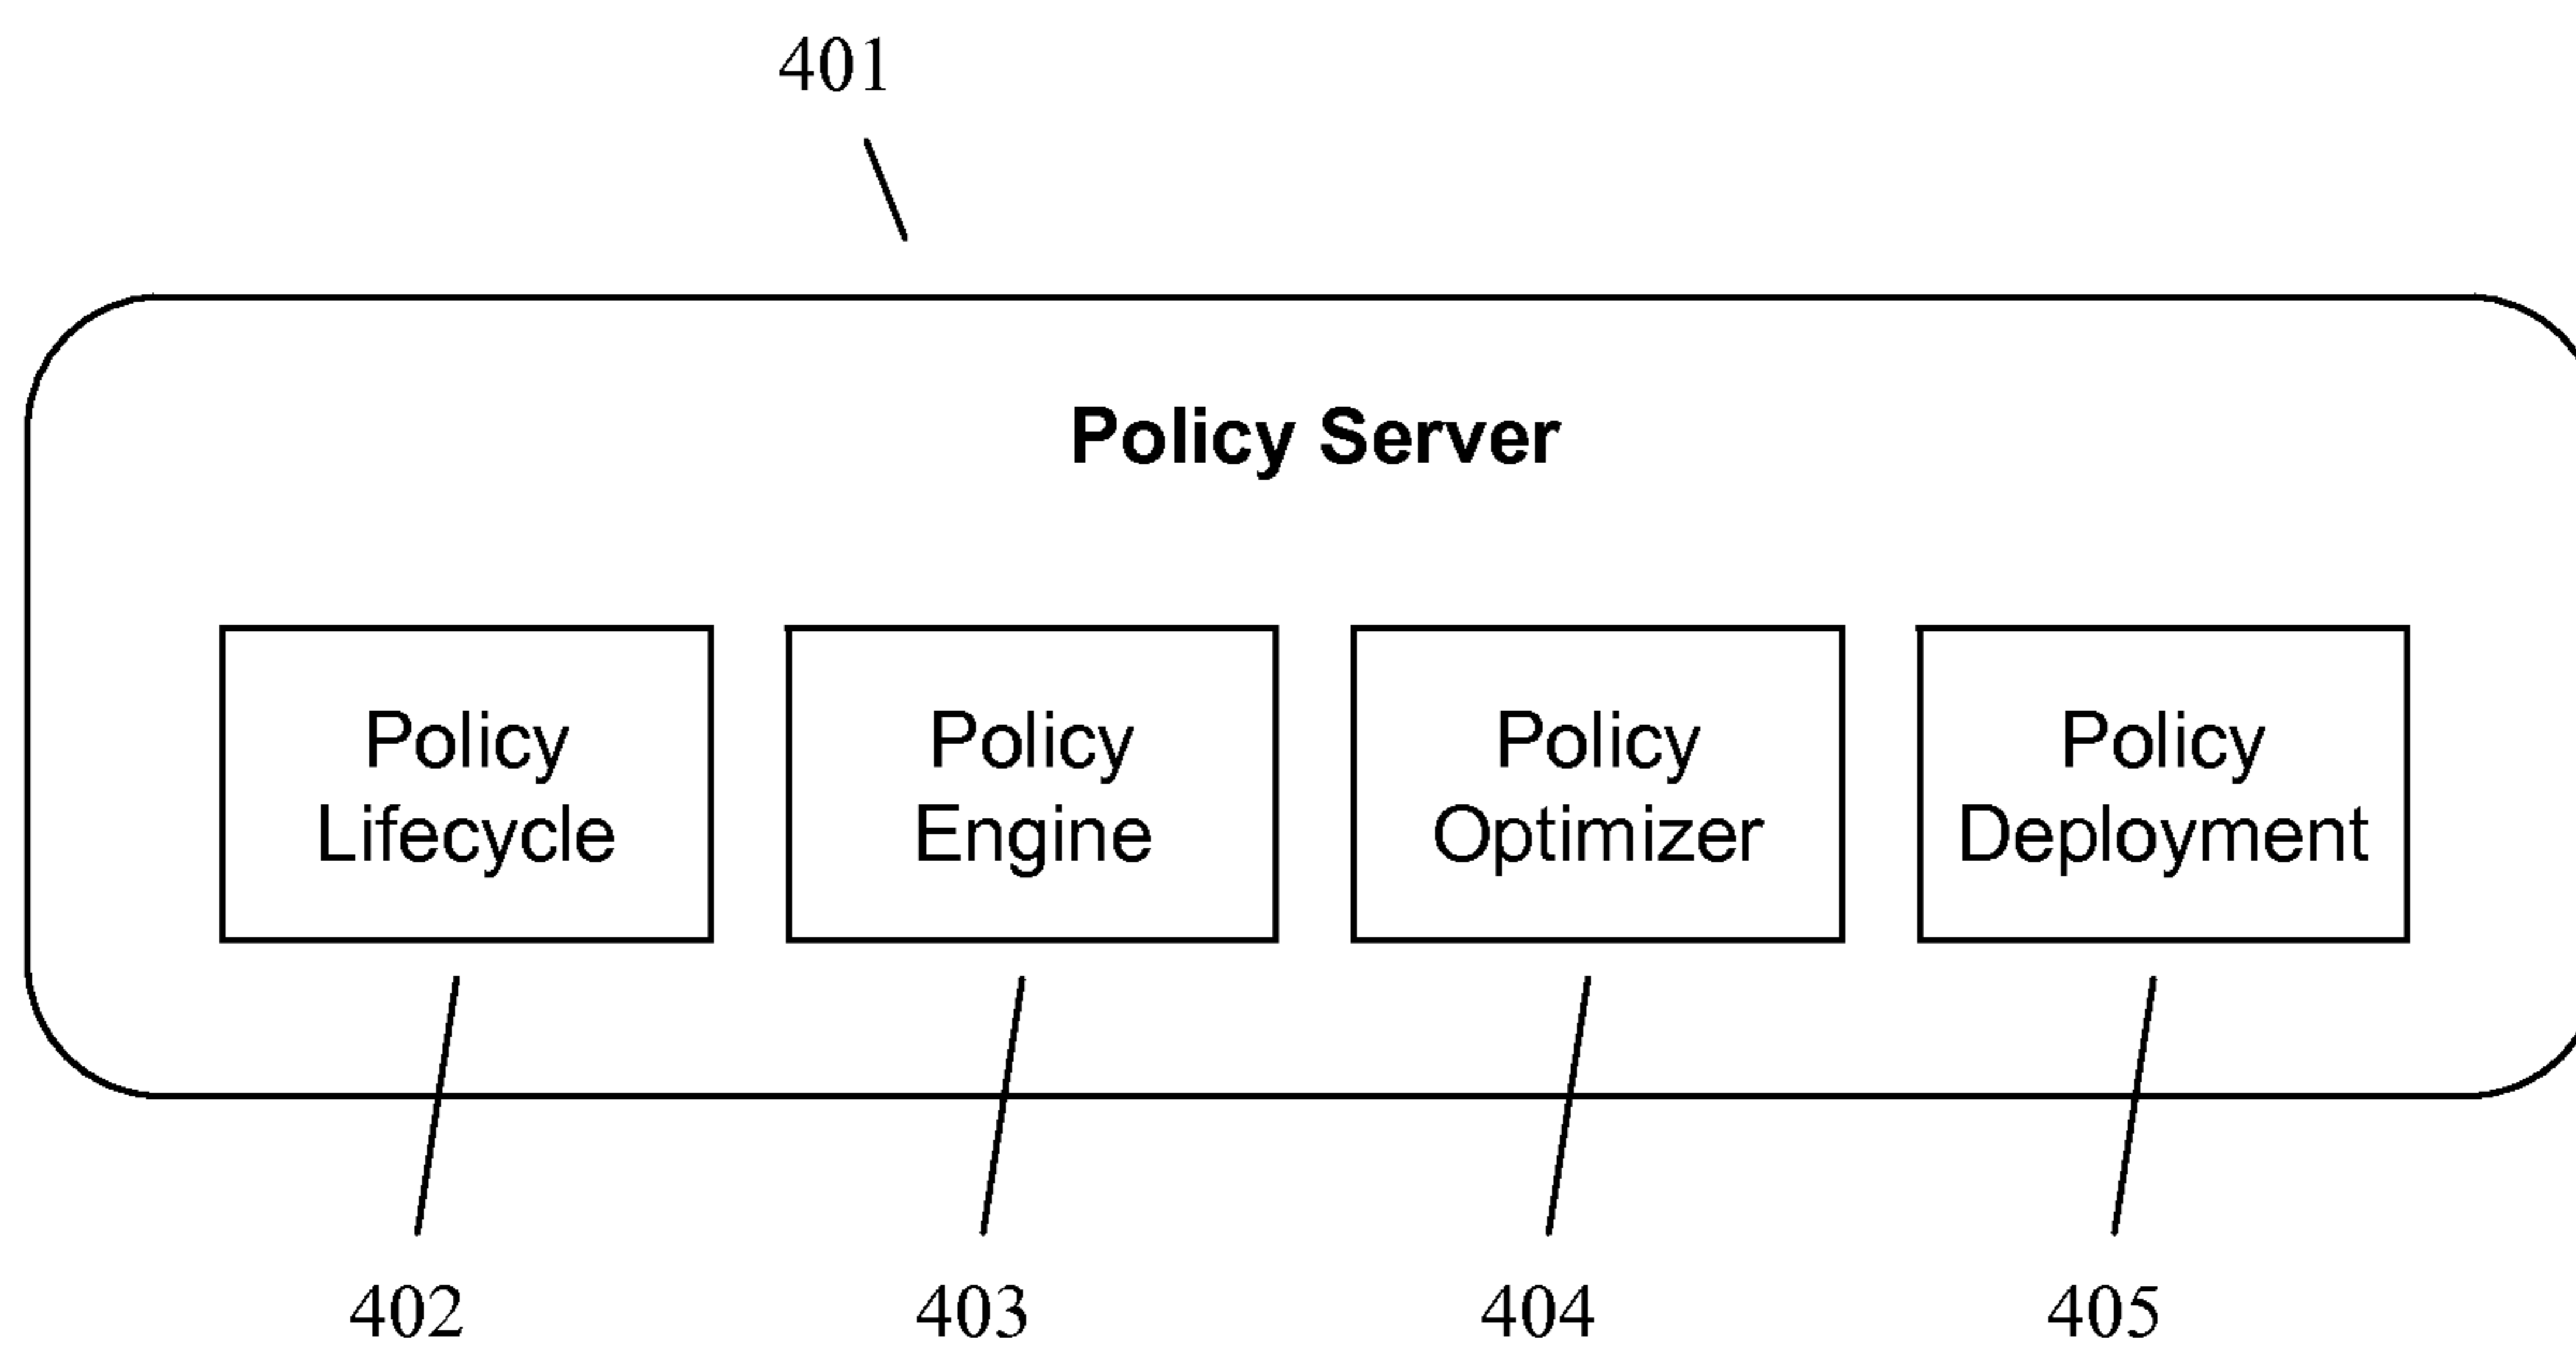 401
Policy Server
Policy
Lifecycle
Policy
Engine
Policy
Optimizer
Policy
Deployment
402
403
404
405